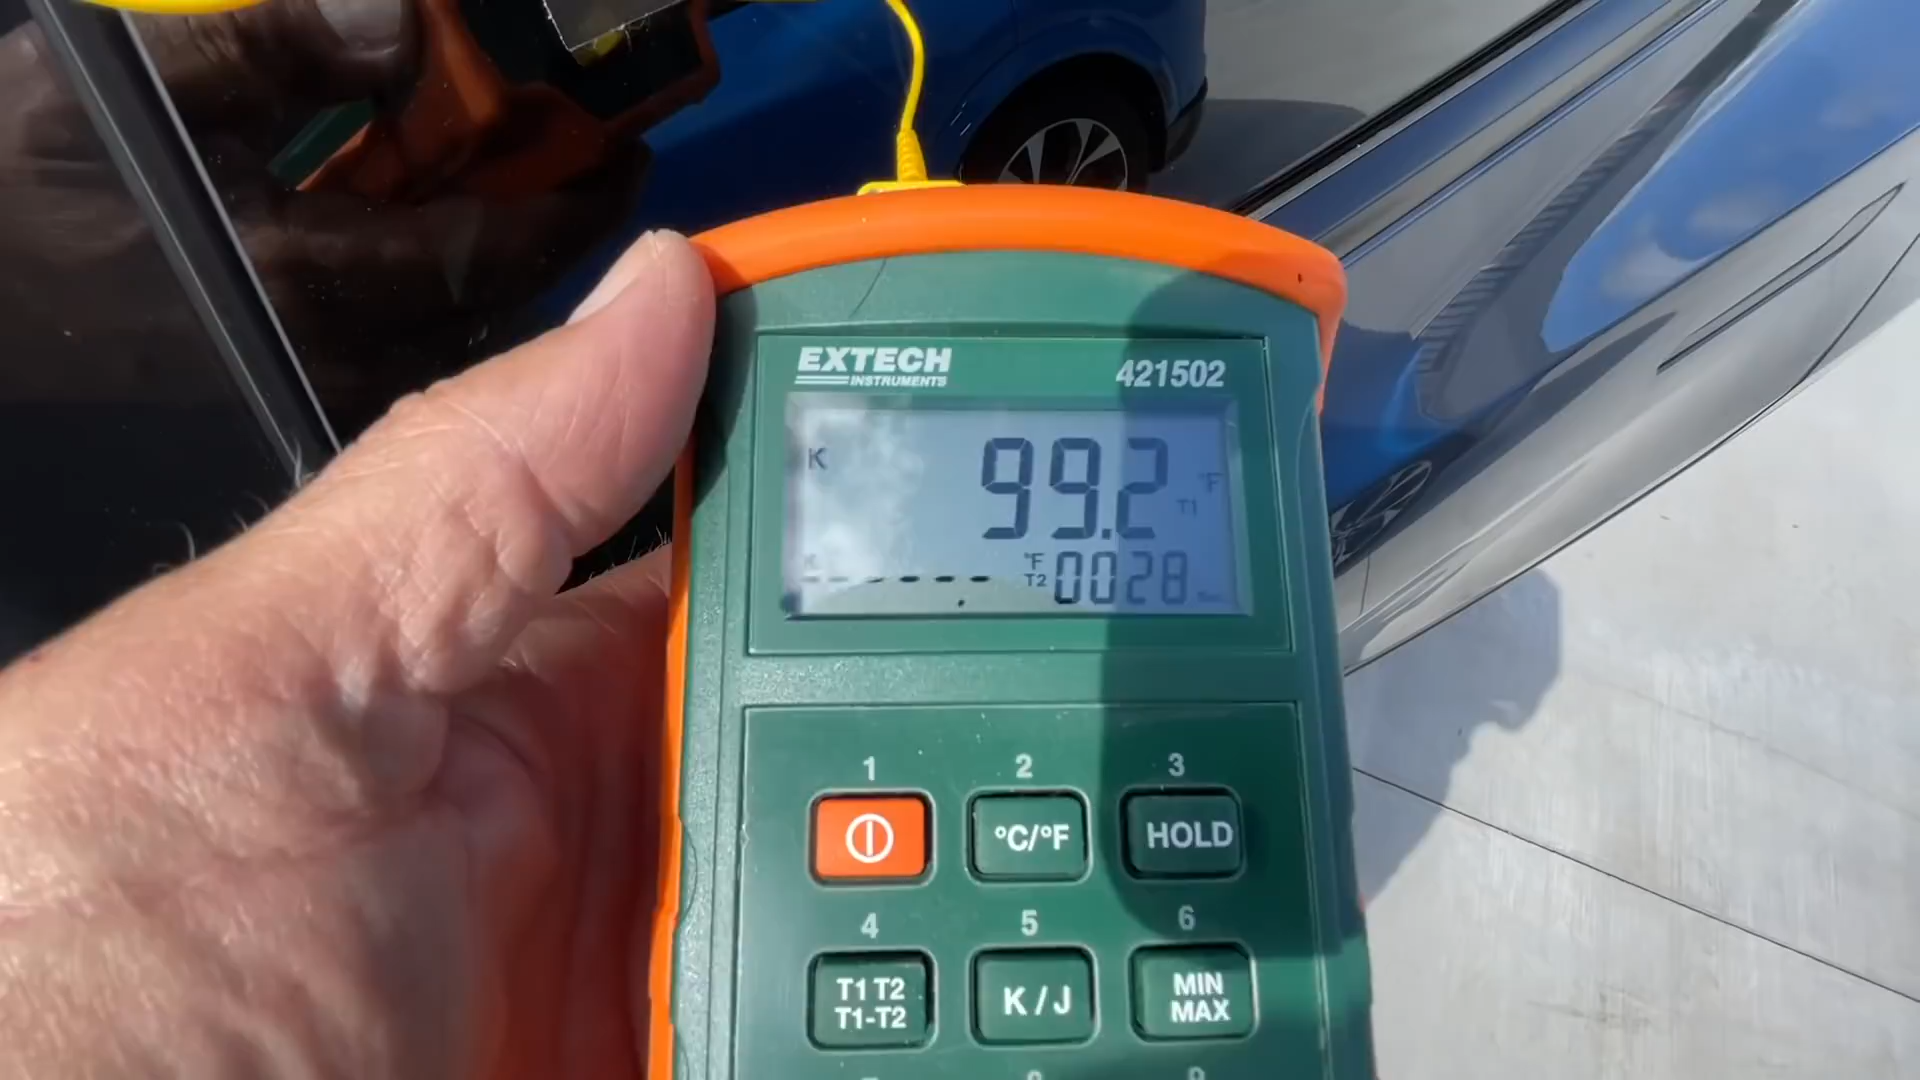 EXTECH 421502
INSTRUMENTS
K 99.2 °F
T1
K °F
------ T2 0028
1 2 3
°C/°F HOLD
4 5 6
T1 T2 K / J MIN
T1-T2 MAX